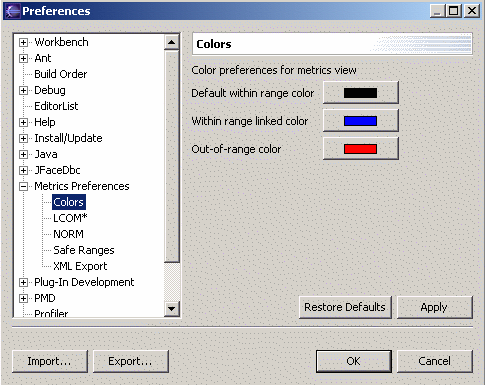 Preferences
Workbench
Ant
Build Order
Debug
EditorList
Help
Install/Update
Java
JFaceDbc
Metrics Preferences
Colors
LCOM*
NORM
Safe Ranges
XML Export
Plug-In Development
PMD
Profiler
Colors
Color preferences for metrics view
Default within range color
Within range linked color
Out-of-range color
Restore Defaults
Apply
Import...
Export...
OK
Cancel